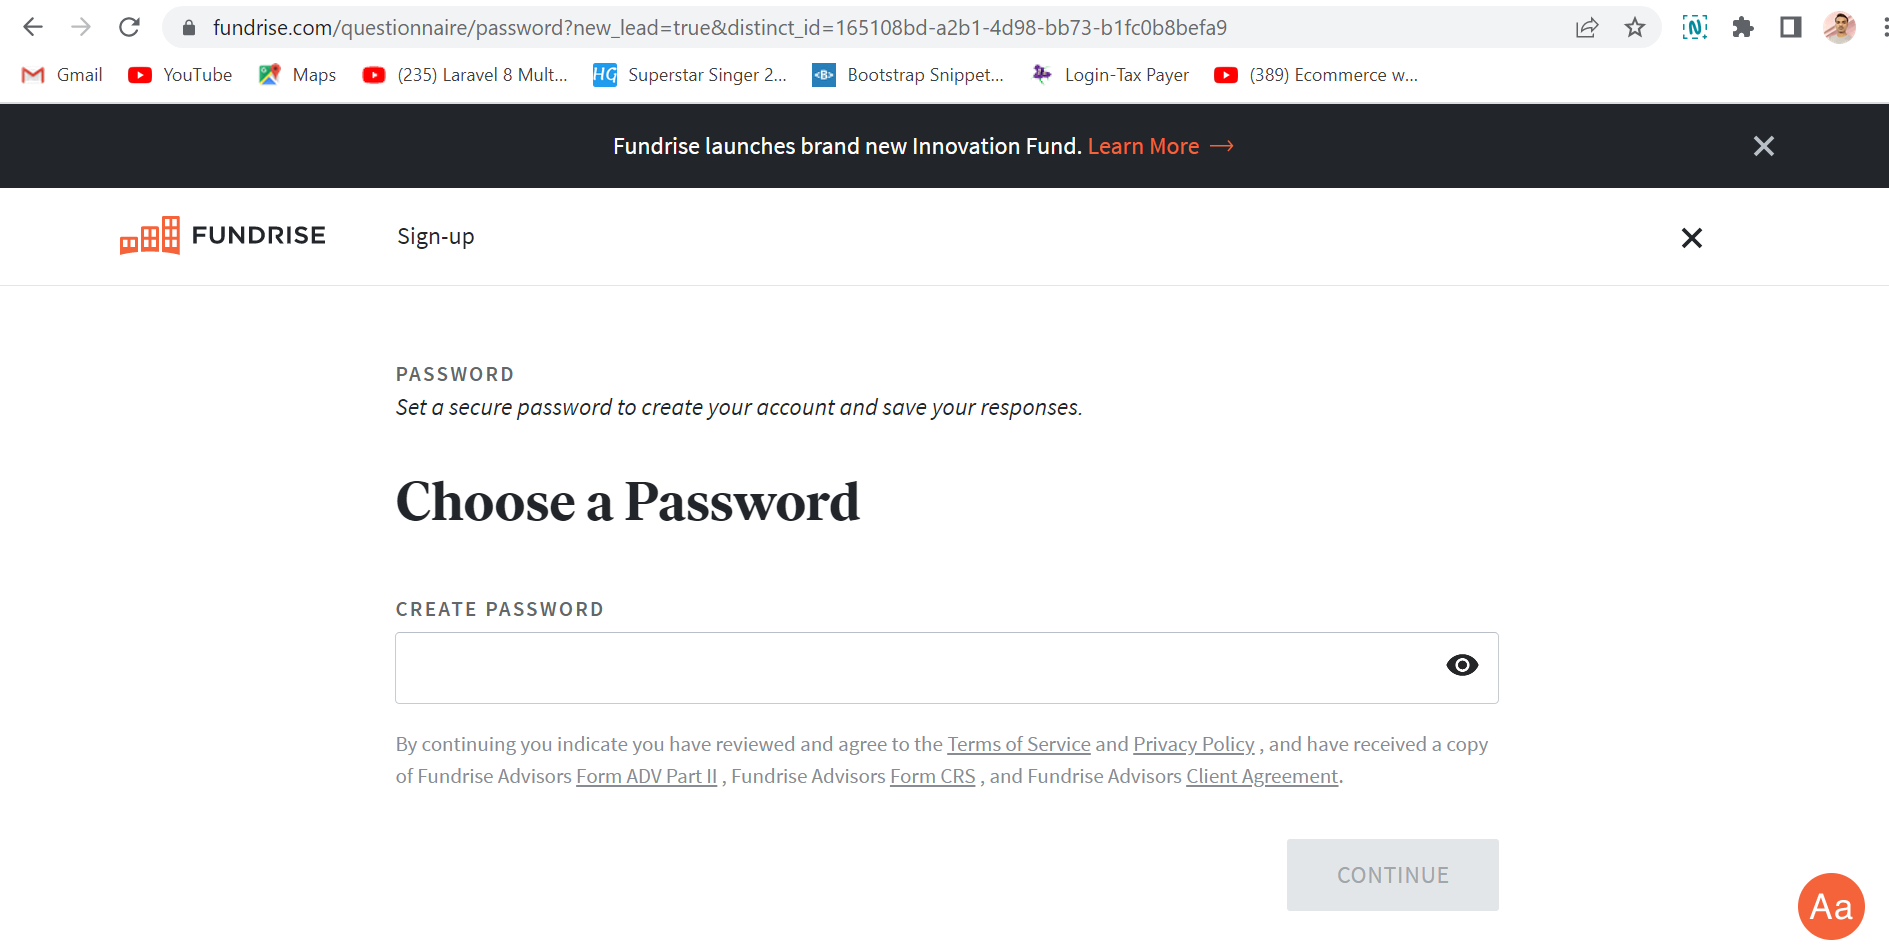 fundrise.com/questionnaire/password?new_lead=true&distinct_id=165108bd-a2b1-4d98-bb73-b1fc0b8befa9
Gmail YouTube Maps (235) Laravel 8 Mult... HG Superstar Singer 2... <B> Bootstrap Snippet... Login-Tax Payer (389) Ecommerce w...
Fundrise launches brand new Innovation Fund. Learn More →
FUNDRISE Sign-up
PASSWORD
Set a secure password to create your account and save your responses.
Choose a Password
CREATE PASSWORD
By continuing you indicate you have reviewed and agree to the Terms of Service and Privacy Policy , and have received a copy
of Fundrise Advisors Form ADV Part II , Fundrise Advisors Form CRS , and Fundrise Advisors Client Agreement.
CONTINUE
Aa